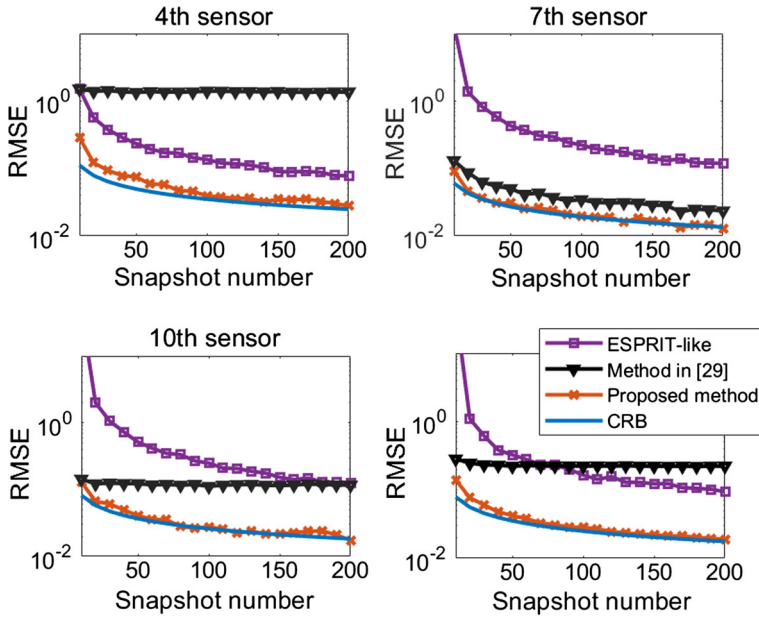 4th sensor
10^0
10^-2
RMSE
50 100 150 200
Snapshot number
7th sensor
10^0
10^-2
RMSE
50 100 150 200
Snapshot number
10th sensor
10^0
10^-2
RMSE
50 100 150 200
Snapshot number
ESPRIT-like
Method in [29]
Proposed method
CRB
10^0
10^-2
RMSE
50 100 150 200
Snapshot number